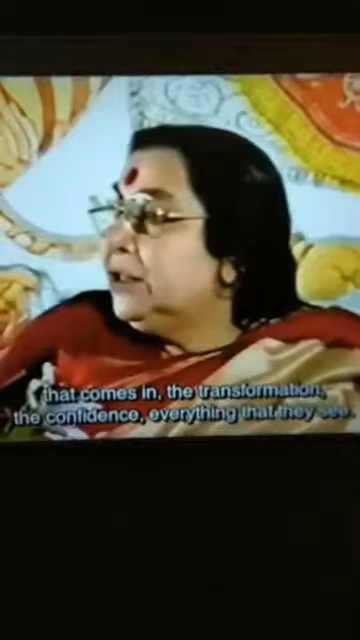 that comes in, the transformation,
the confidence, everything that they see.